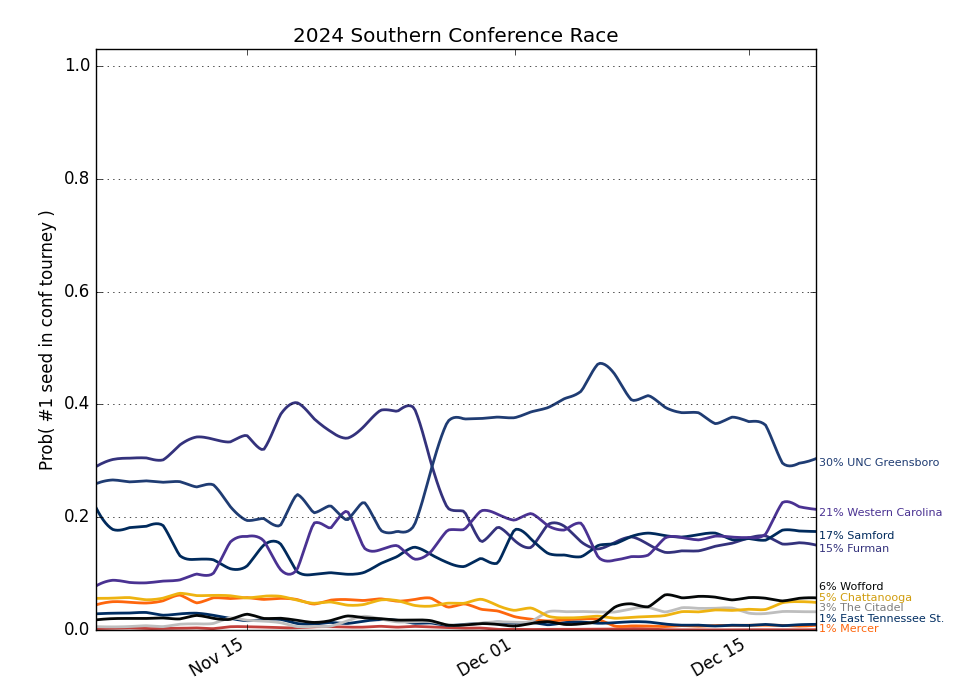 2024 Southern Conference Race
Prob( #1 seed in conf tourney )
1.0
0.8
0.6
0.4
0.2
0.0
Nov 15
Dec 01
Dec 15
30% UNC Greensboro
21% Western Carolina
17% Samford
15% Furman
6% Wofford
5% Chattanooga
3% The Citadel
1% East Tennessee St.
1% Mercer